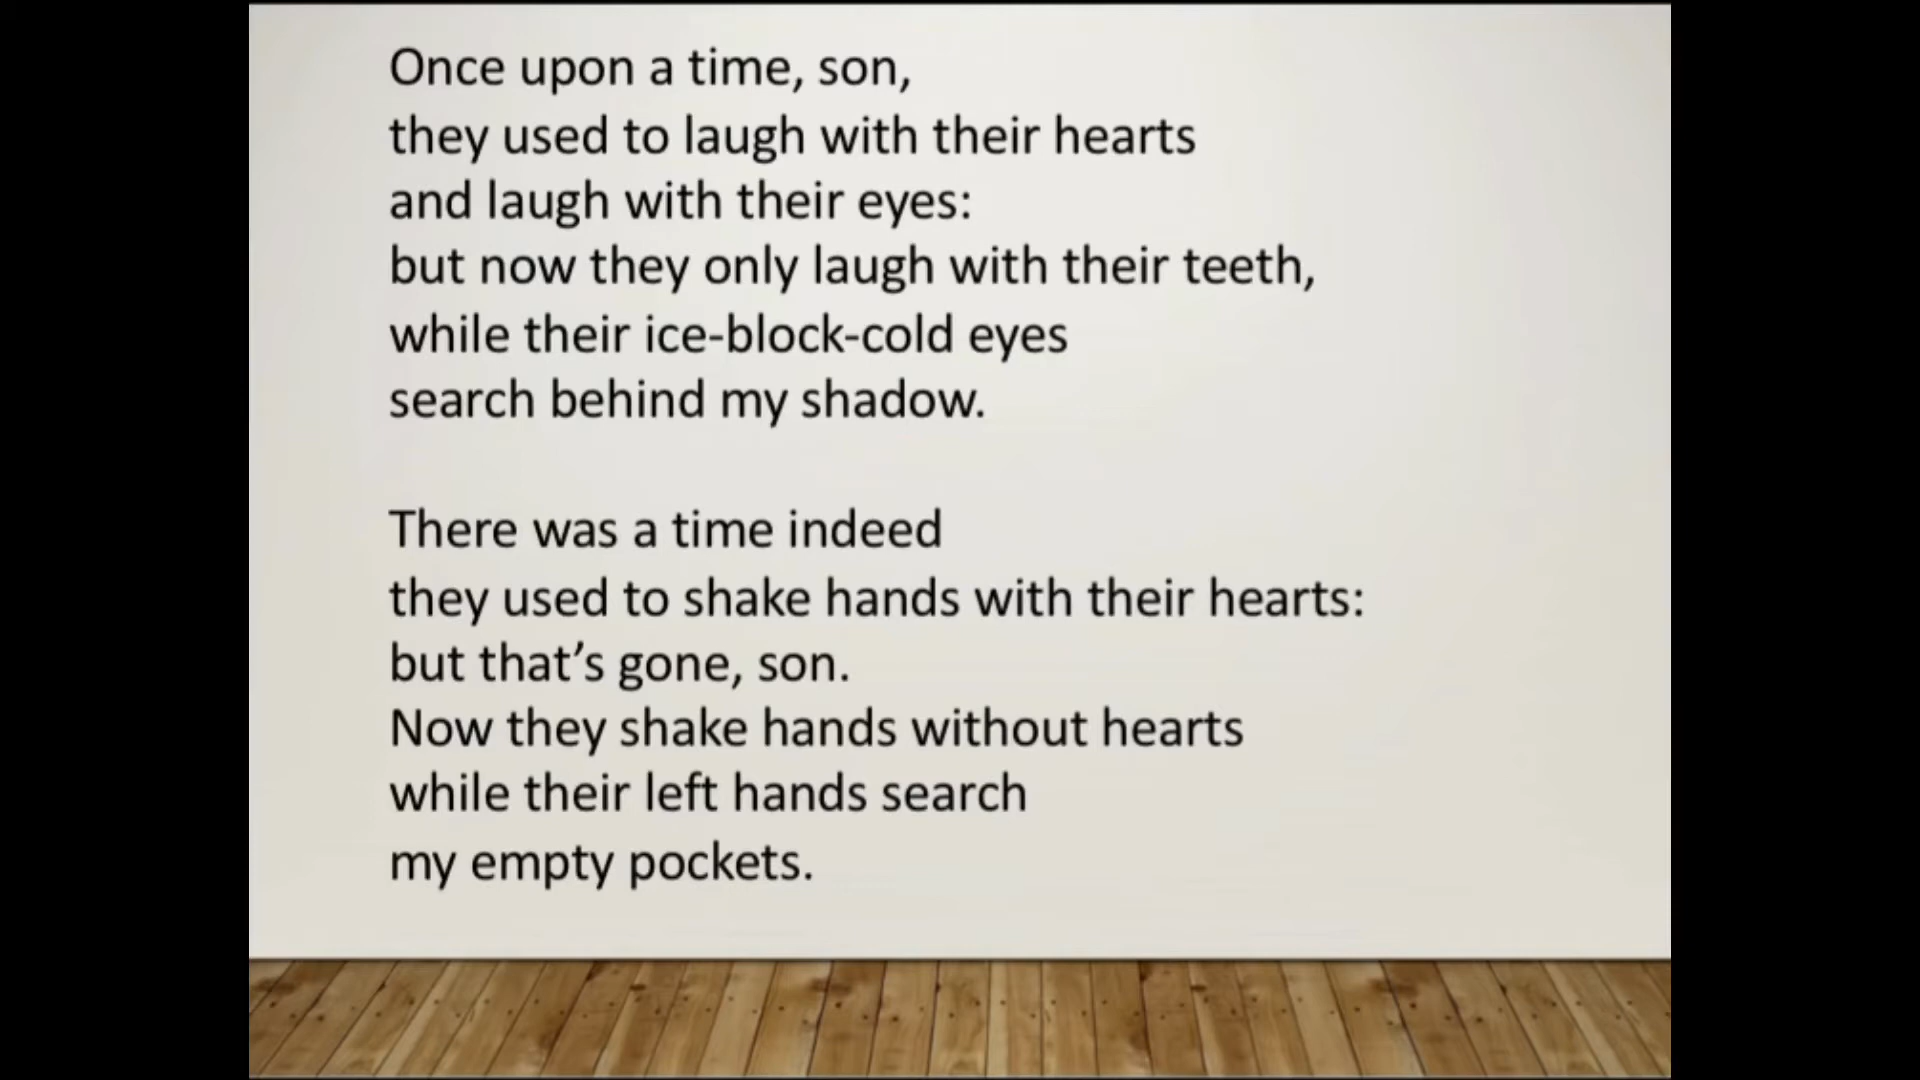 Once upon a time, son,
they used to laugh with their hearts
and laugh with their eyes:
but now they only laugh with their teeth,
while their ice-block-cold eyes
search behind my shadow.
There was a time indeed
they used to shake hands with their hearts:
but that’s gone, son.
Now they shake hands without hearts
while their left hands search
my empty pockets.